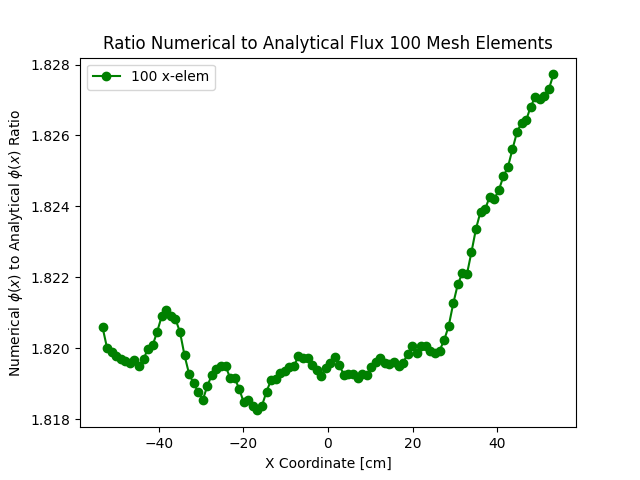 Ratio Numerical to Analytical Flux 100 Mesh Elements
100 x-elem
Numerical ϕ(x) to Analytical ϕ(x) Ratio
1.828
1.826
1.824
1.822
1.820
1.818
−40
−20
0
20
40
X Coordinate [cm]